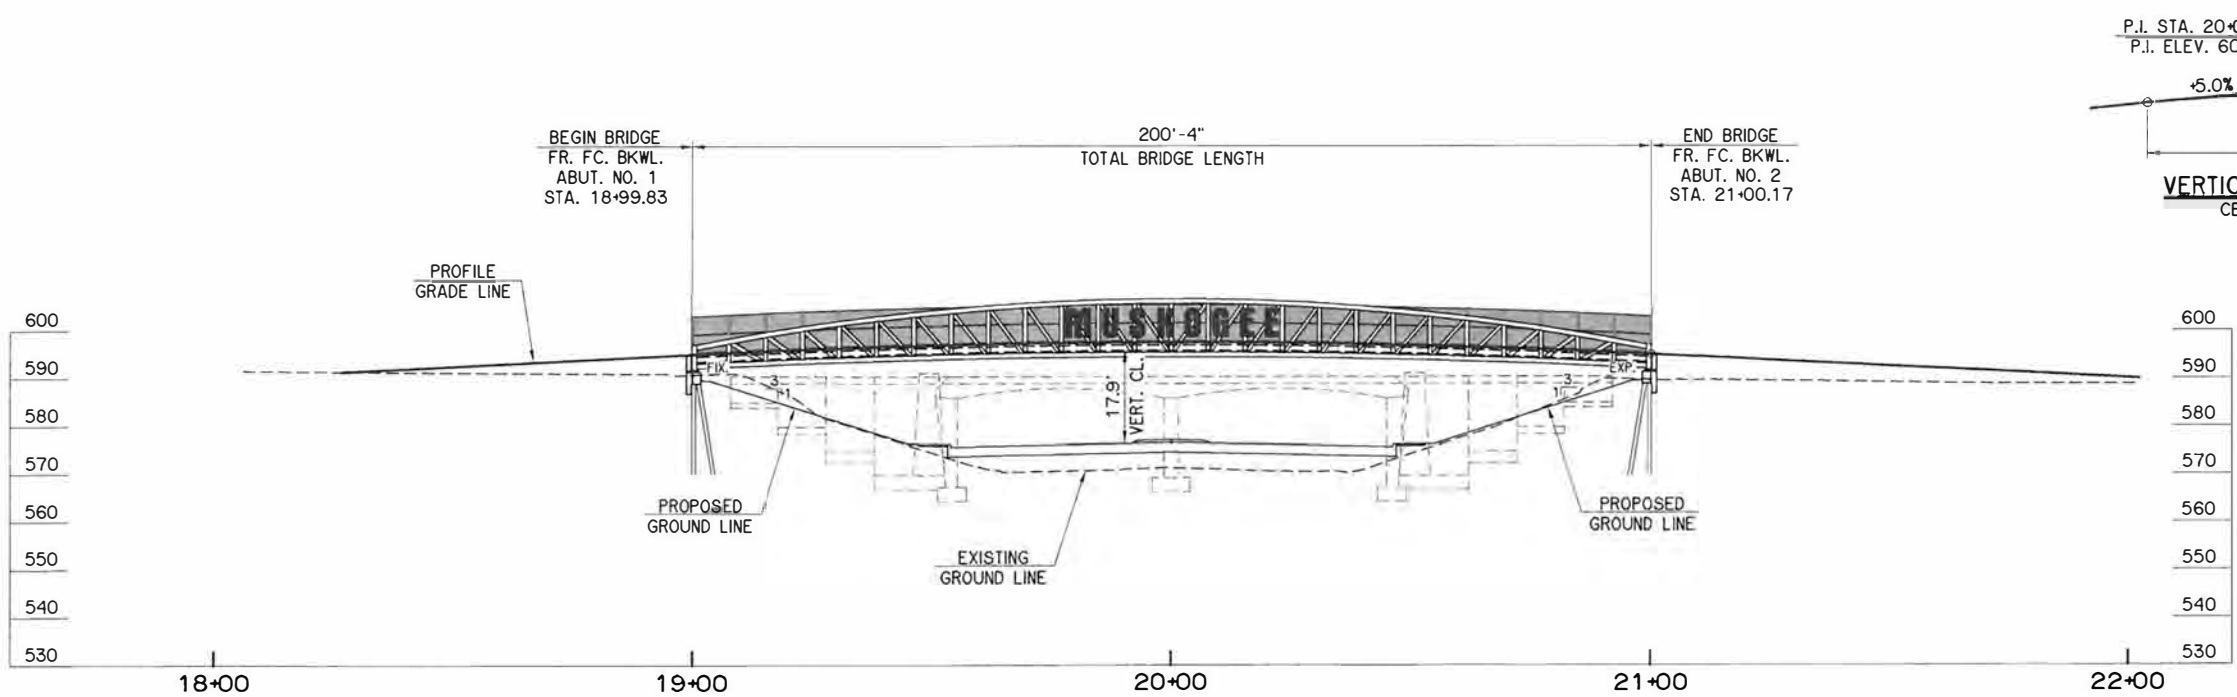 P.I. STA. 20+0
P.I. ELEV. 60
+5.0%
VERTIC
CE
BEGIN BRIDGE
FR. FC. BKWL.
ABUT. NO. 1
STA. 18+99.83
200'-4"
TOTAL BRIDGE LENGTH
END BRIDGE
FR. FC. BKWL.
ABUT. NO. 2
STA. 21+00.17
PROFILE
GRADE LINE
MUSKOGEE
FIX.
EXP.
3
1
17.9'
VERT. CL.
3
1
PROPOSED
GROUND LINE
EXISTING
GROUND LINE
PROPOSED
GROUND LINE
600
590
580
570
560
550
540
530
600
590
580
570
560
550
540
530
18+00
19+00
20+00
21+00
22+00